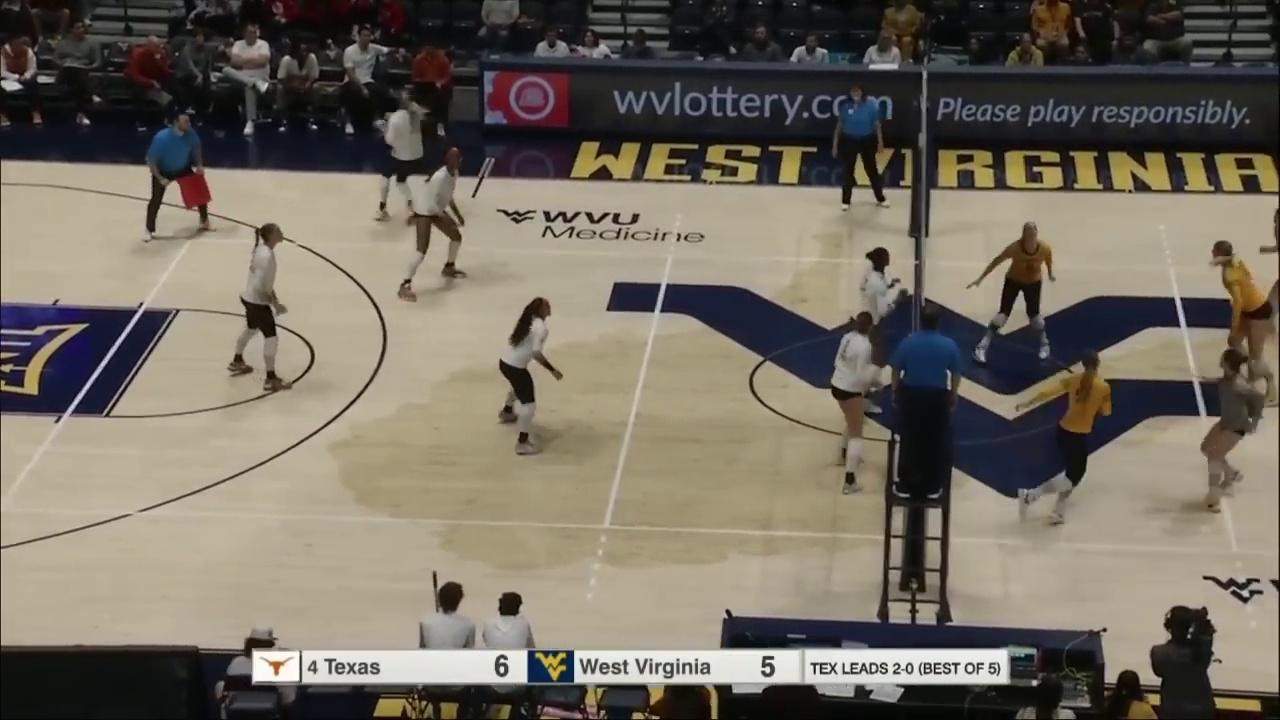 wvlottery.com
Please play responsibly.
WEST VIRGINIA
WVU
Medicine
4 Texas 6 West Virginia 5 TEX LEADS 2-0 (BEST OF 5)